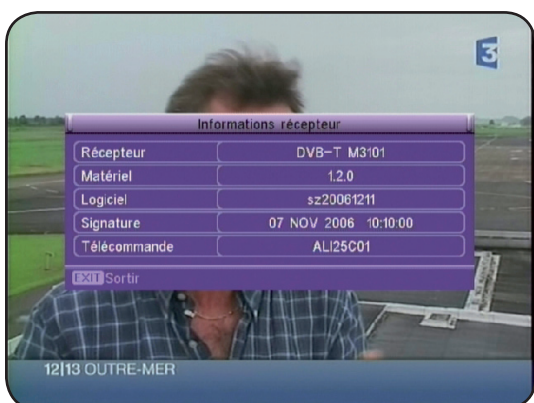 3
Informations récepteur
Récepteur DVB-T M3101
Matériel 1.2.0
Logiciel sz20061211
Signature 07 NOV 2006 10:10:00
Télécommande ALI25C01
EXIT Sortir
12|13 OUTRE-MER